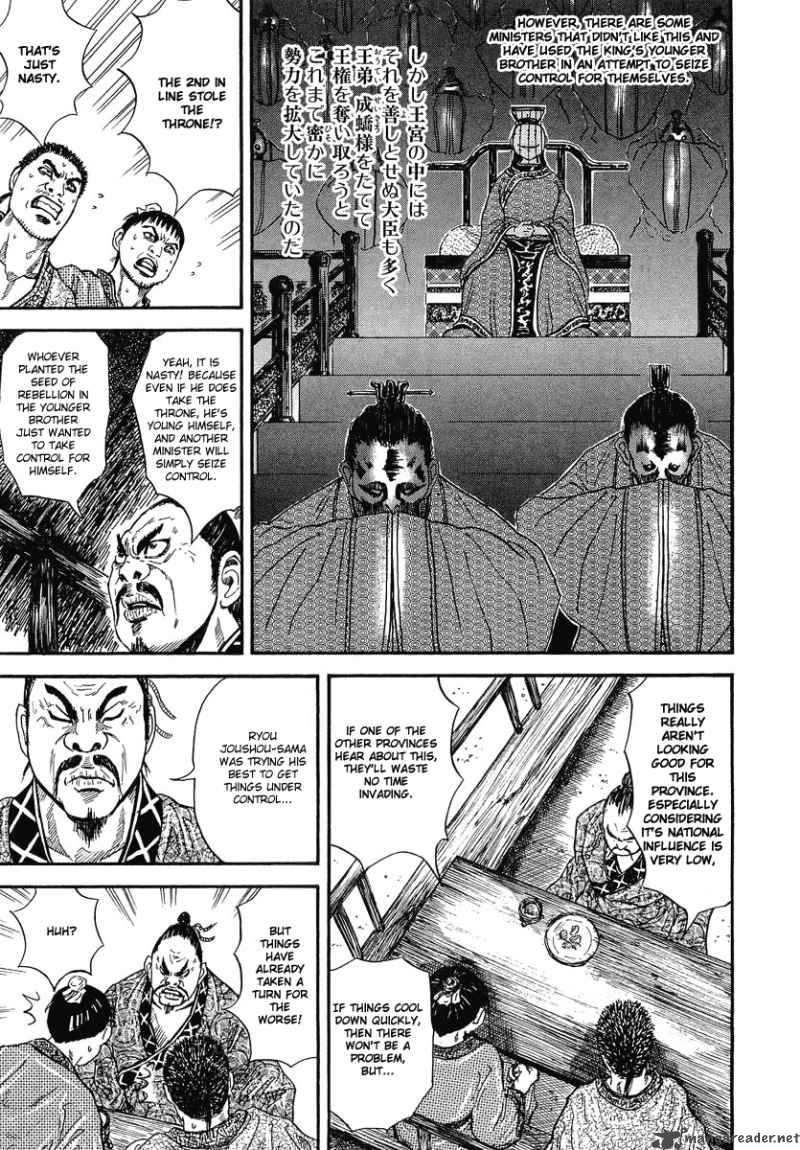 HOWEVER, THERE ARE SOME
MINISTERS THAT DIDN'T LIKE THIS AND
HAVE USED THE KING'S YOUNGER
BROTHER IN AN ATTEMPT TO SEIZE
CONTROL FOR THEMSELVES.
しかし王宮の中には
それを善しとせぬ大臣も多く
王弟・成蟜様をたてて
王権を奪い取ろうと
これまで密かに
勢力を拡大していたのだ
THE 2ND IN
LINE STOLE
THE
THRONE!?
THAT'S
JUST
NASTY.
YEAH, IT IS
NASTY! BECAUSE
EVEN IF HE DOES
TAKE THE
THRONE, HE'S
YOUNG HIMSELF,
AND ANOTHER
MINISTER WILL
SIMPLY SEIZE
CONTROL.
WHOEVER
PLANTED THE
SEED OF
REBELLION IN
THE YOUNGER
BROTHER
JUST WANTED
TO TAKE
CONTROL FOR
HIMSELF.
THINGS
REALLY
AREN'T
LOOKING
GOOD FOR
THIS
PROVINCE.
ESPECIALLY
CONSIDERING
IT'S NATIONAL
INFLUENCE IS
VERY LOW,
IF ONE OF THE
OTHER PROVINCES
HEAR ABOUT THIS,
THEY'LL WASTE
NO TIME
INVADING.
IF THINGS COOL
DOWN QUICKLY,
THEN THERE
WON'T BE A
PROBLEM,
BUT...
RYOU
JOUSHOU-SAMA
WAS TRYING HIS
BEST TO GET
THINGS UNDER
CONTROL...
BUT
THINGS
HAVE
ALREADY
TAKEN A
TURN FOR
THE
WORSE!
HUH?
mangareader.net